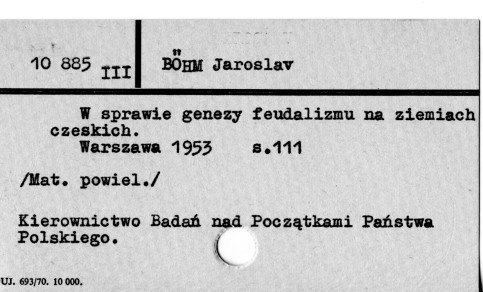 10 885 III
BÖHM Jaroslav
W sprawie genezy feudalizmu na ziemiach
czeskich.
Warszawa 1953 s.111
/Mat. powiel./
Kierownictwo Badań nad Początkami Państwa
Polskiego.
UJ. 693/70. 10 000.